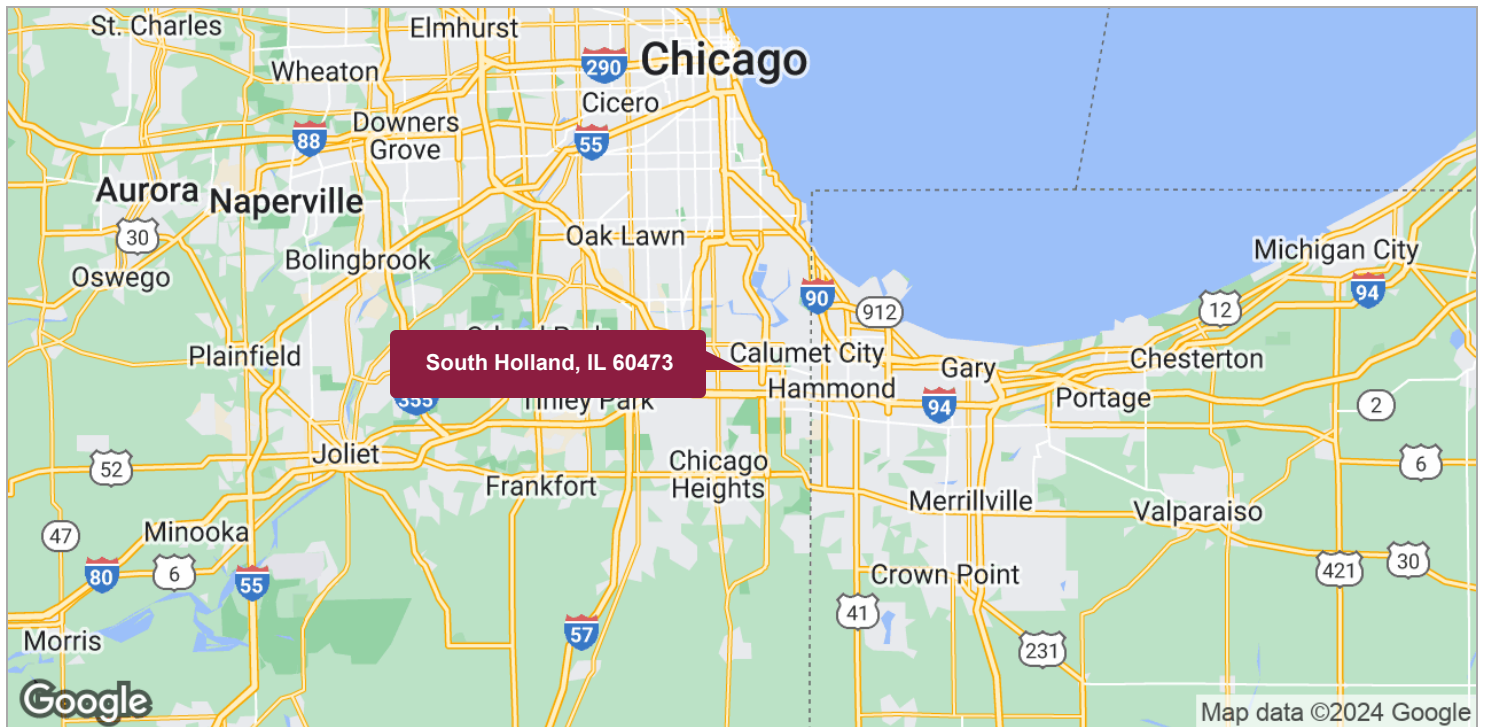 St. Charles
Elmhurst
290
Chicago
Wheaton
Cicero
Downers
Grove
88
55
Aurora
Naperville
30
Oak Lawn
Bolingbrook
Oswego
Michigan City
94
90
912
12
Plainfield
South Holland, IL 60473
Calumet City
Gary
Chesterton
Hammond
355
Tinley Park
94
Portage
2
Joliet
52
Chicago
Heights
6
Frankfort
Merrillville
Valparaiso
47
Minooka
80
6
55
Crown Point
421
30
41
57
Morris
231
Google
Map data ©2024 Google